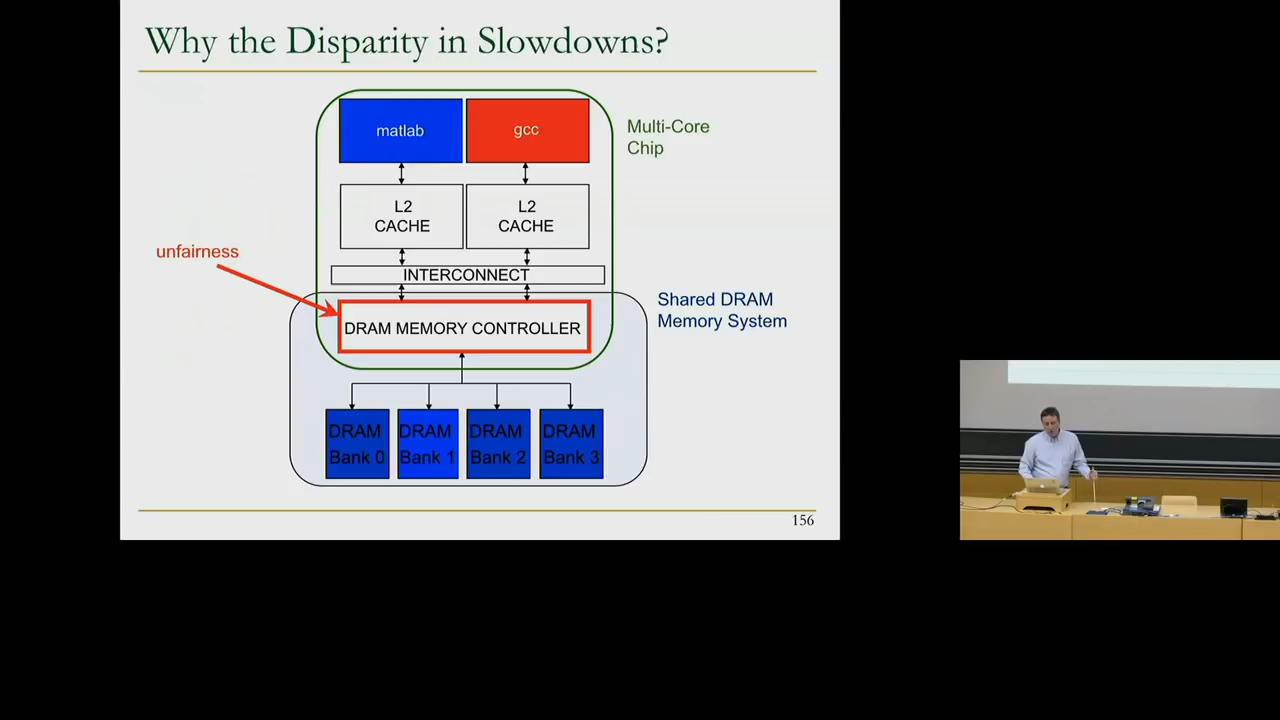 Why the Disparity in Slowdowns?
matlab
gcc
Multi-Core
Chip
L2
CACHE
L2
CACHE
unfairness
INTERCONNECT
Shared DRAM
Memory System
DRAM MEMORY CONTROLLER
DRAM
Bank 0
DRAM
Bank 1
DRAM
Bank 2
DRAM
Bank 3
156